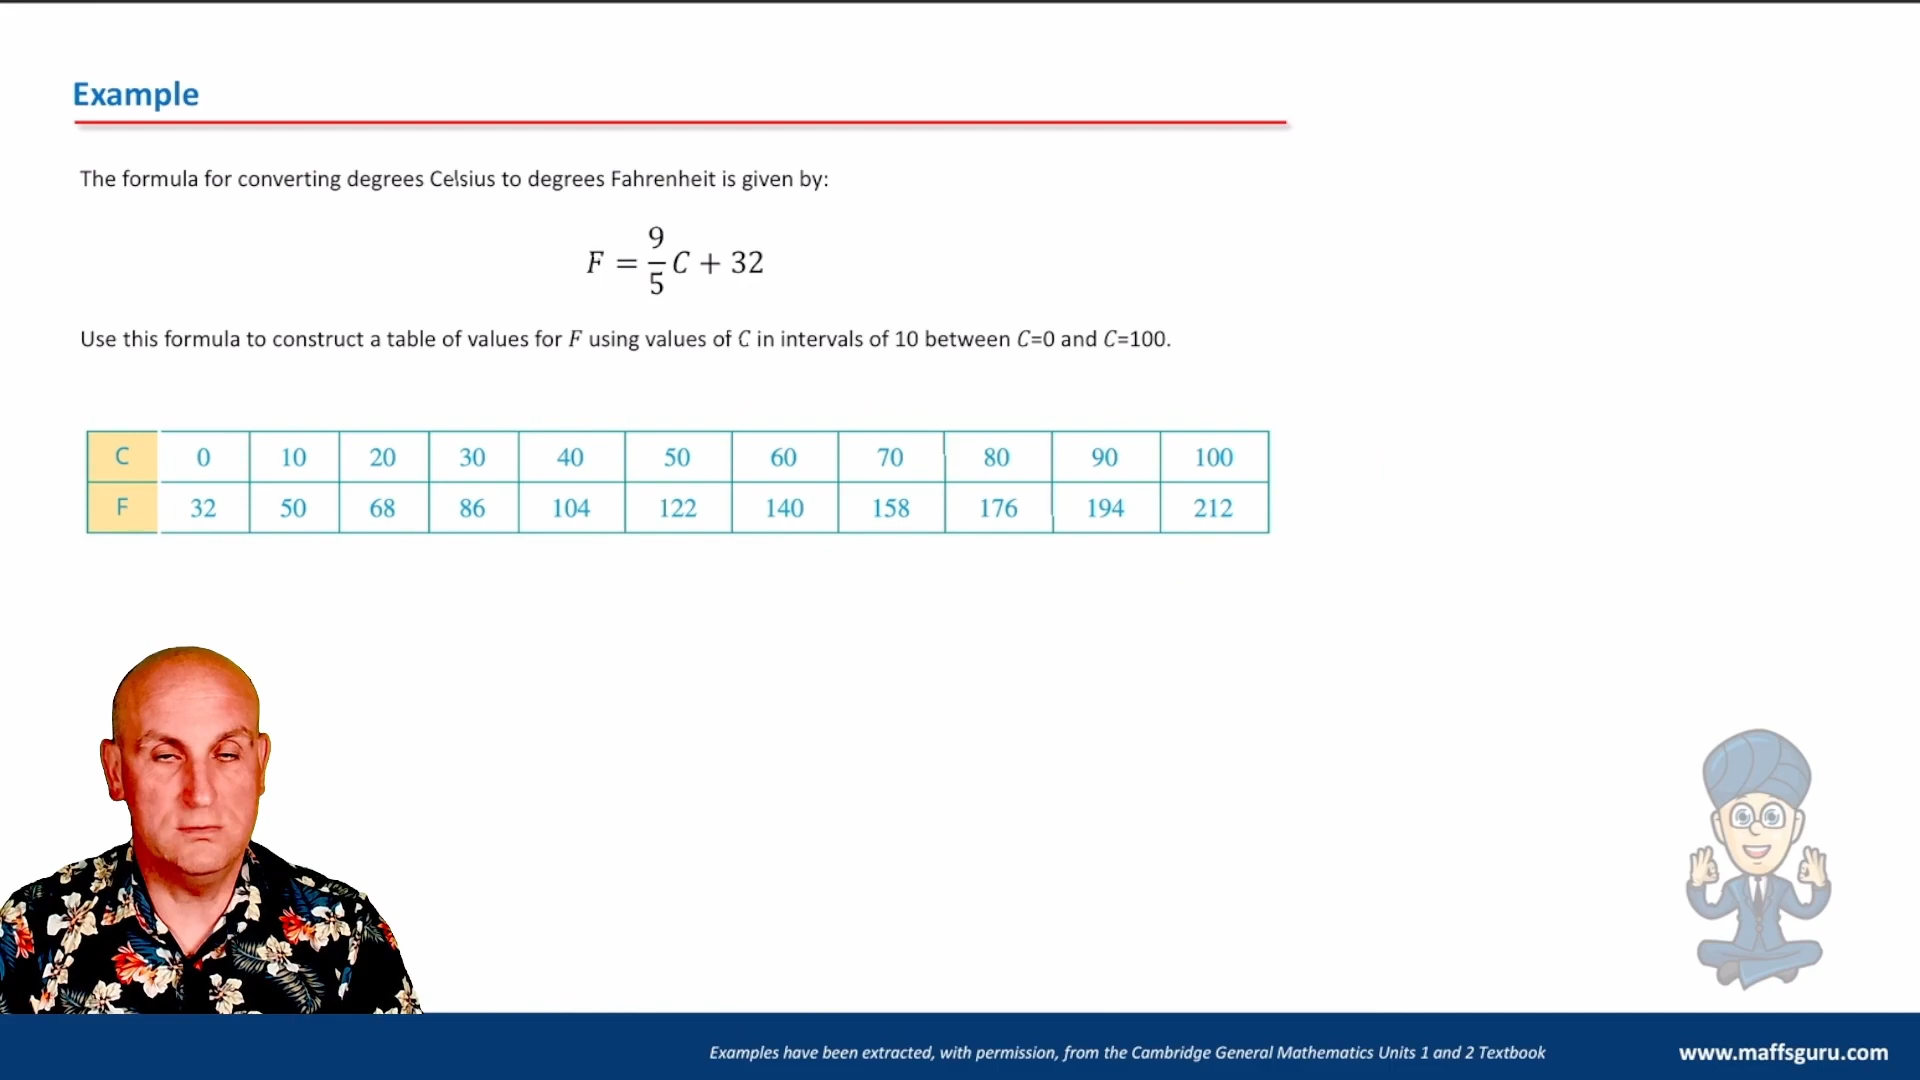 Example
The formula for converting degrees Celsius to degrees Fahrenheit is given by:
F = 9/5 C + 32
Use this formula to construct a table of values for F using values of C in intervals of 10 between C=0 and C=100.
C 0 10 20 30 40 50 60 70 80 90 100
F 32 50 68 86 104 122 140 158 176 194 212
Examples have been extracted, with permission, from the Cambridge General Mathematics Units 1 and 2 Textbook
www.maffsguru.com